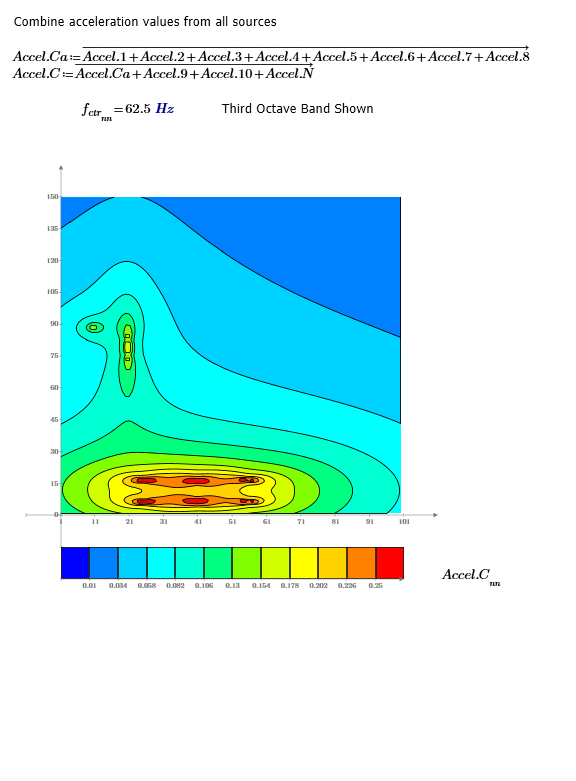 Combine acceleration values from all sources
Accel.Ca:=Accel.1+Accel.2+Accel.3+Accel.4+Accel.5+Accel.6+Accel.7+Accel.8
Accel.C:=Accel.Ca+Accel.9+Accel.10+Accel.N
f_ctr_nn=62.5 Hz Third Octave Band Shown
150
135
120
105
90
75
60
45
30
15
0
1 11 21 31 41 51 61 71 81 91 101
0.01 0.034 0.058 0.082 0.106 0.13 0.154 0.178 0.202 0.226 0.25
Accel.C_nn